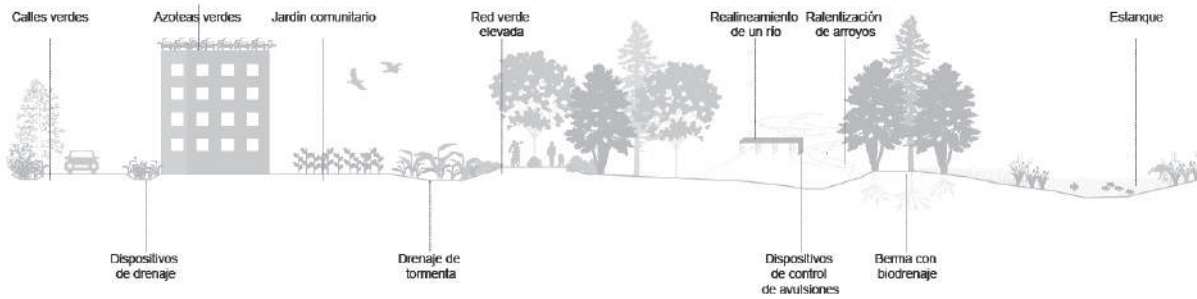 Calles verdes
Azoteas verdes
Jardín comunitario
Red verde
elevada
Realineamiento
de un río
Ralentización
de arroyos
Estanque
Dispositivos
de drenaje
Drenaje de
tormenta
Dispositivos
de control
de avulsiones
Berma con
biodrenaje